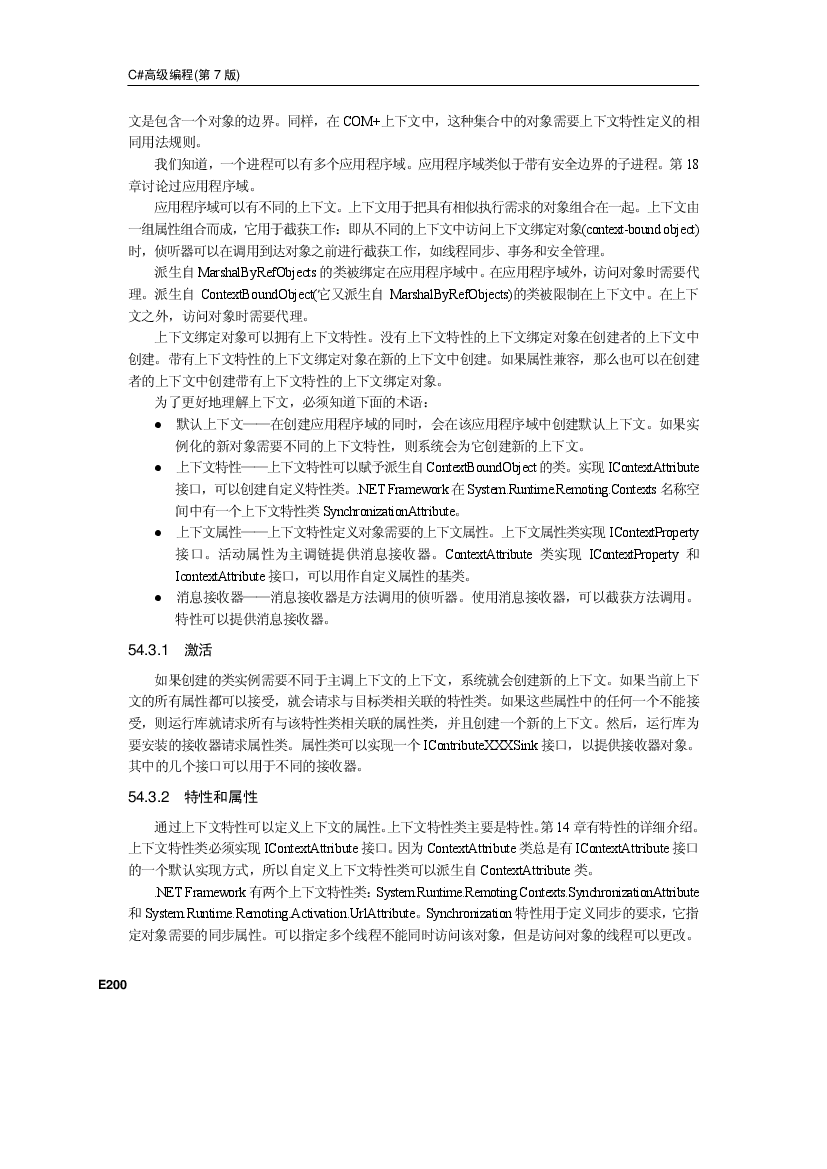 C#高级编程(第 7 版)
文是包含一个对象的边界。同样，在 COM+上下文中，这种集合中的对象需要上下文特性定义的相
同用法规则。
我们知道，一个进程可以有多个应用程序域。应用程序域类似于带有安全边界的子进程。第 18
章讨论过应用程序域。
应用程序域可以有不同的上下文。上下文用于把具有相似执行需求的对象组合在一起。上下文由
一组属性组合而成，它用于截获工作：即从不同的上下文中访问上下文绑定对象(context-bound object)
时，侦听器可以在调用到达对象之前进行截获工作，如线程同步、事务和安全管理。
派生自 MarshalByRefObjects 的类被绑定在应用程序域中。在应用程序域外，访问对象时需要代
理。派生自 ContextBoundObject(它又派生自 MarshalByRefObjects)的类被限制在上下文中。在上下
文之外，访问对象时需要代理。
上下文绑定对象可以拥有上下文特性。没有上下文特性的上下文绑定对象在创建者的上下文中
创建。带有上下文特性的上下文绑定对象在新的上下文中创建。如果属性兼容，那么也可以在创建
者的上下文中创建带有上下文特性的上下文绑定对象。
为了更好地理解上下文，必须知道下面的术语：
● 默认上下文——在创建应用程序域的同时，会在该应用程序域中创建默认上下文。如果实
例化的新对象需要不同的上下文特性，则系统会为它创建新的上下文。
● 上下文特性——上下文特性可以赋予派生自 ContextBoundObject 的类。实现 IContextAttribute
接口，可以创建自定义特性类。.NET Framework 在 System.Runtime.Remoting.Contexts 名称空
间中有一个上下文特性类 SynchronizationAttribute。
● 上下文属性——上下文特性定义对象需要的上下文属性。上下文属性类实现 IContextProperty
接口。活动属性为主调链提供消息接收器。ContextAttribute 类实现 IContextProperty 和
IcontextAttribute 接口，可以用作自定义属性的基类。
● 消息接收器——消息接收器是方法调用的侦听器。使用消息接收器，可以截获方法调用。
特性可以提供消息接收器。
54.3.1 激活
如果创建的类实例需要不同于主调上下文的上下文，系统就会创建新的上下文。如果当前上下
文的所有属性都可以接受，就会请求与目标类相关联的特性类。如果这些属性中的任何一个不能接
受，则运行库就请求所有与该特性类相关联的属性类，并且创建一个新的上下文。然后，运行库为
要安装的接收器请求属性类。属性类可以实现一个 IContributeXXXSink 接口，以提供接收器对象。
其中的几个接口可以用于不同的接收器。
54.3.2 特性和属性
通过上下文特性可以定义上下文的属性。上下文特性类主要是特性。第 14 章有特性的详细介绍。
上下文特性类必须实现 IContextAttribute 接口。因为 ContextAttribute 类总是有 IContextAttribute 接口
的一个默认实现方式，所以自定义上下文特性类可以派生自 ContextAttribute 类。
.NET Framework 有两个上下文特性类：System.Runtime.Remoting.Contexts.SynchronizationAttribute
和 System.Runtime.Remoting.Activation.UrlAttribute。Synchronization 特性用于定义同步的要求，它指
定对象需要的同步属性。可以指定多个线程不能同时访问该对象，但是访问对象的线程可以更改。
E200